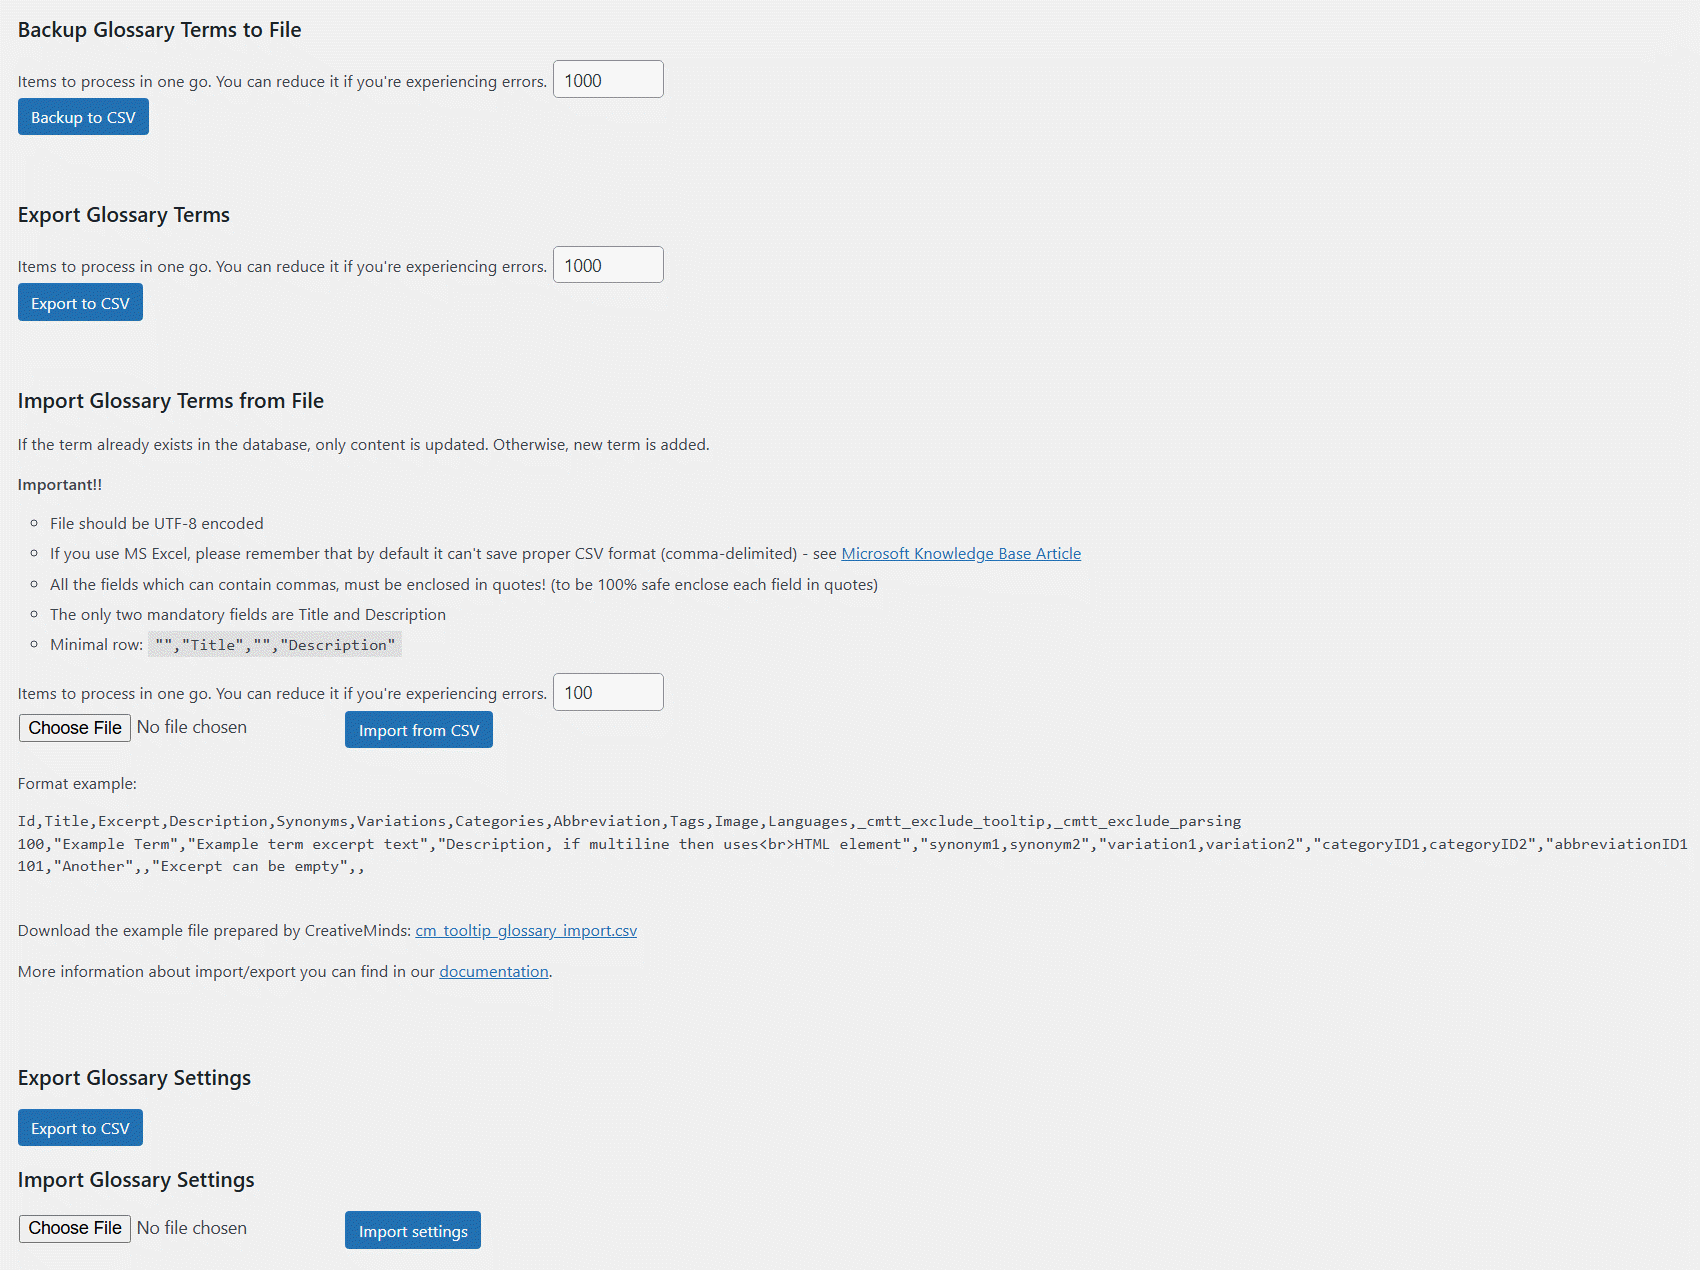 Backup Glossary Terms to File
Items to process in one go. You can reduce it if you're experiencing errors. 1000
Backup to CSV
Export Glossary Terms
Items to process in one go. You can reduce it if you're experiencing errors. 1000
Export to CSV
Import Glossary Terms from File
If the term already exists in the database, only content is updated. Otherwise, new term is added.
Important!!
File should be UTF-8 encoded
If you use MS Excel, please remember that by default it can't save proper CSV format (comma-delimited) - see Microsoft Knowledge Base Article
All the fields which can contain commas, must be enclosed in quotes! (to be 100% safe enclose each field in quotes)
The only two mandatory fields are Title and Description
Minimal row: "","Title","","Description"
Items to process in one go. You can reduce it if you're experiencing errors. 100
Choose File No file chosen Import from CSV
Format example:
Id,Title,Excerpt,Description,Synonyms,Variations,Categories,Abbreviation,Tags,Image,Languages,_cmtt_exclude_tooltip,_cmtt_exclude_parsing
100,"Example Term","Example term excerpt text","Description, if multiline then uses<br>HTML element","synonym1,synonym2","variation1,variation2","categoryID1,categoryID2","abbreviationID1
101,"Another",,"Excerpt can be empty",,
Download the example file prepared by CreativeMinds: cm_tooltip_glossary_import.csv
More information about import/export you can find in our documentation.
Export Glossary Settings
Export to CSV
Import Glossary Settings
Choose File No file chosen Import settings